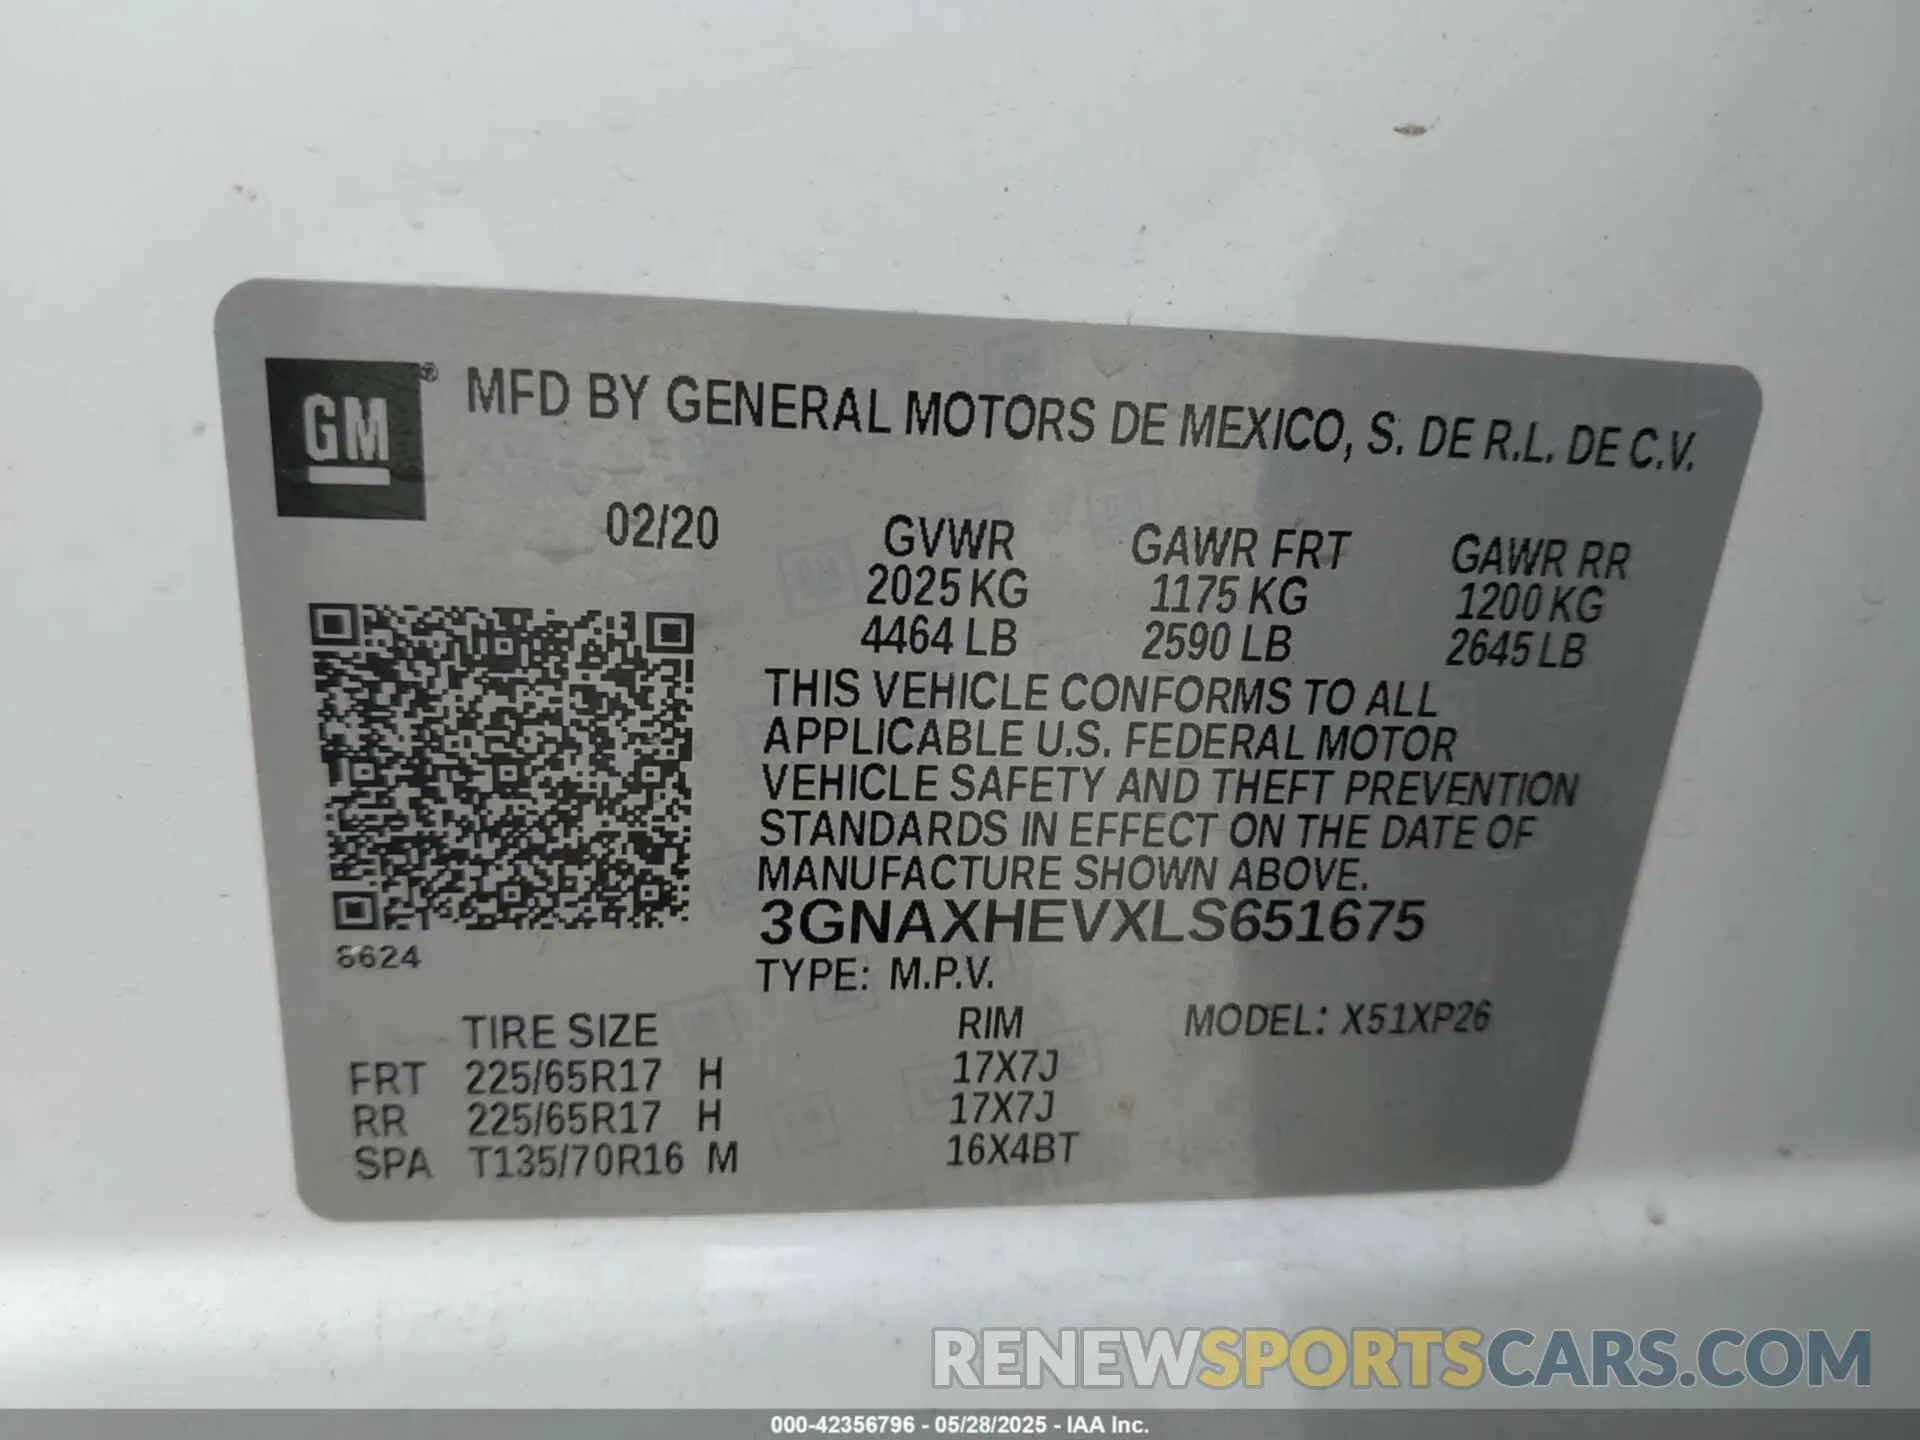 GM ® MFD BY GENERAL MOTORS DE MEXICO, S. DE R.L. DE C.V.
02/20 GVWR GAWR FRT GAWR RR
2025 KG 1175 KG 1200 KG
4464 LB 2590 LB 2645 LB
THIS VEHICLE CONFORMS TO ALL
APPLICABLE U.S. FEDERAL MOTOR
VEHICLE SAFETY AND THEFT PREVENTION
STANDARDS IN EFFECT ON THE DATE OF
MANUFACTURE SHOWN ABOVE.
3GNAXHEVXLS651675
8624
TYPE: M.P.V.
TIRE SIZE RIM MODEL: X51XP26
FRT 225/65R17 H 17X7J
RR 225/65R17 H 17X7J
SPA T135/70R16 M 16X4BT
RENEWSPORTSCARS.COM
000-42356796 - 05/28/2025 - IAA Inc.